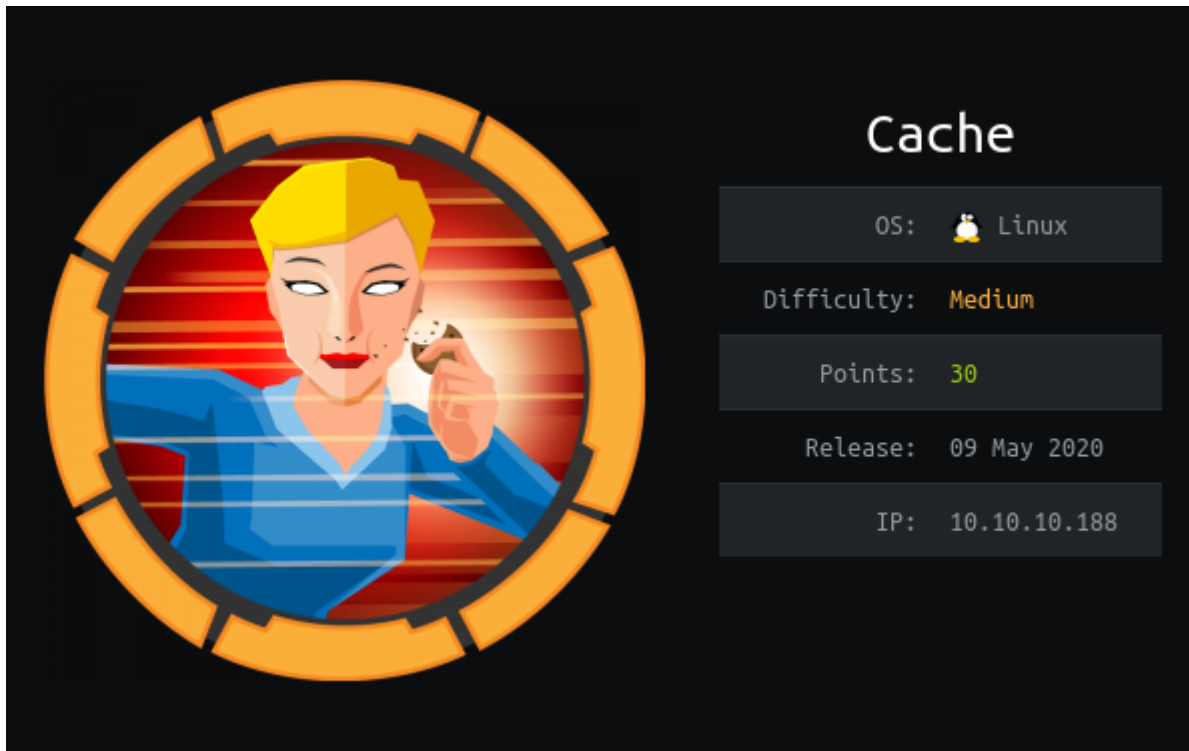 Cache
OS: Linux
Difficulty: Medium
Points: 30
Release: 09 May 2020
IP: 10.10.10.188